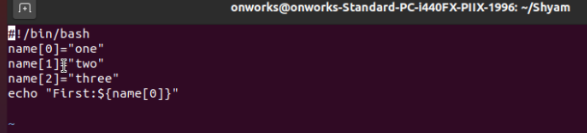 onworks@onworks-Standard-PC-i440FX-PIIX-1996: ~/Shyam
#!/bin/bash
name[0]="one"
name[1]="two"
name[2]="three"
echo "First:${name[0]}"
~